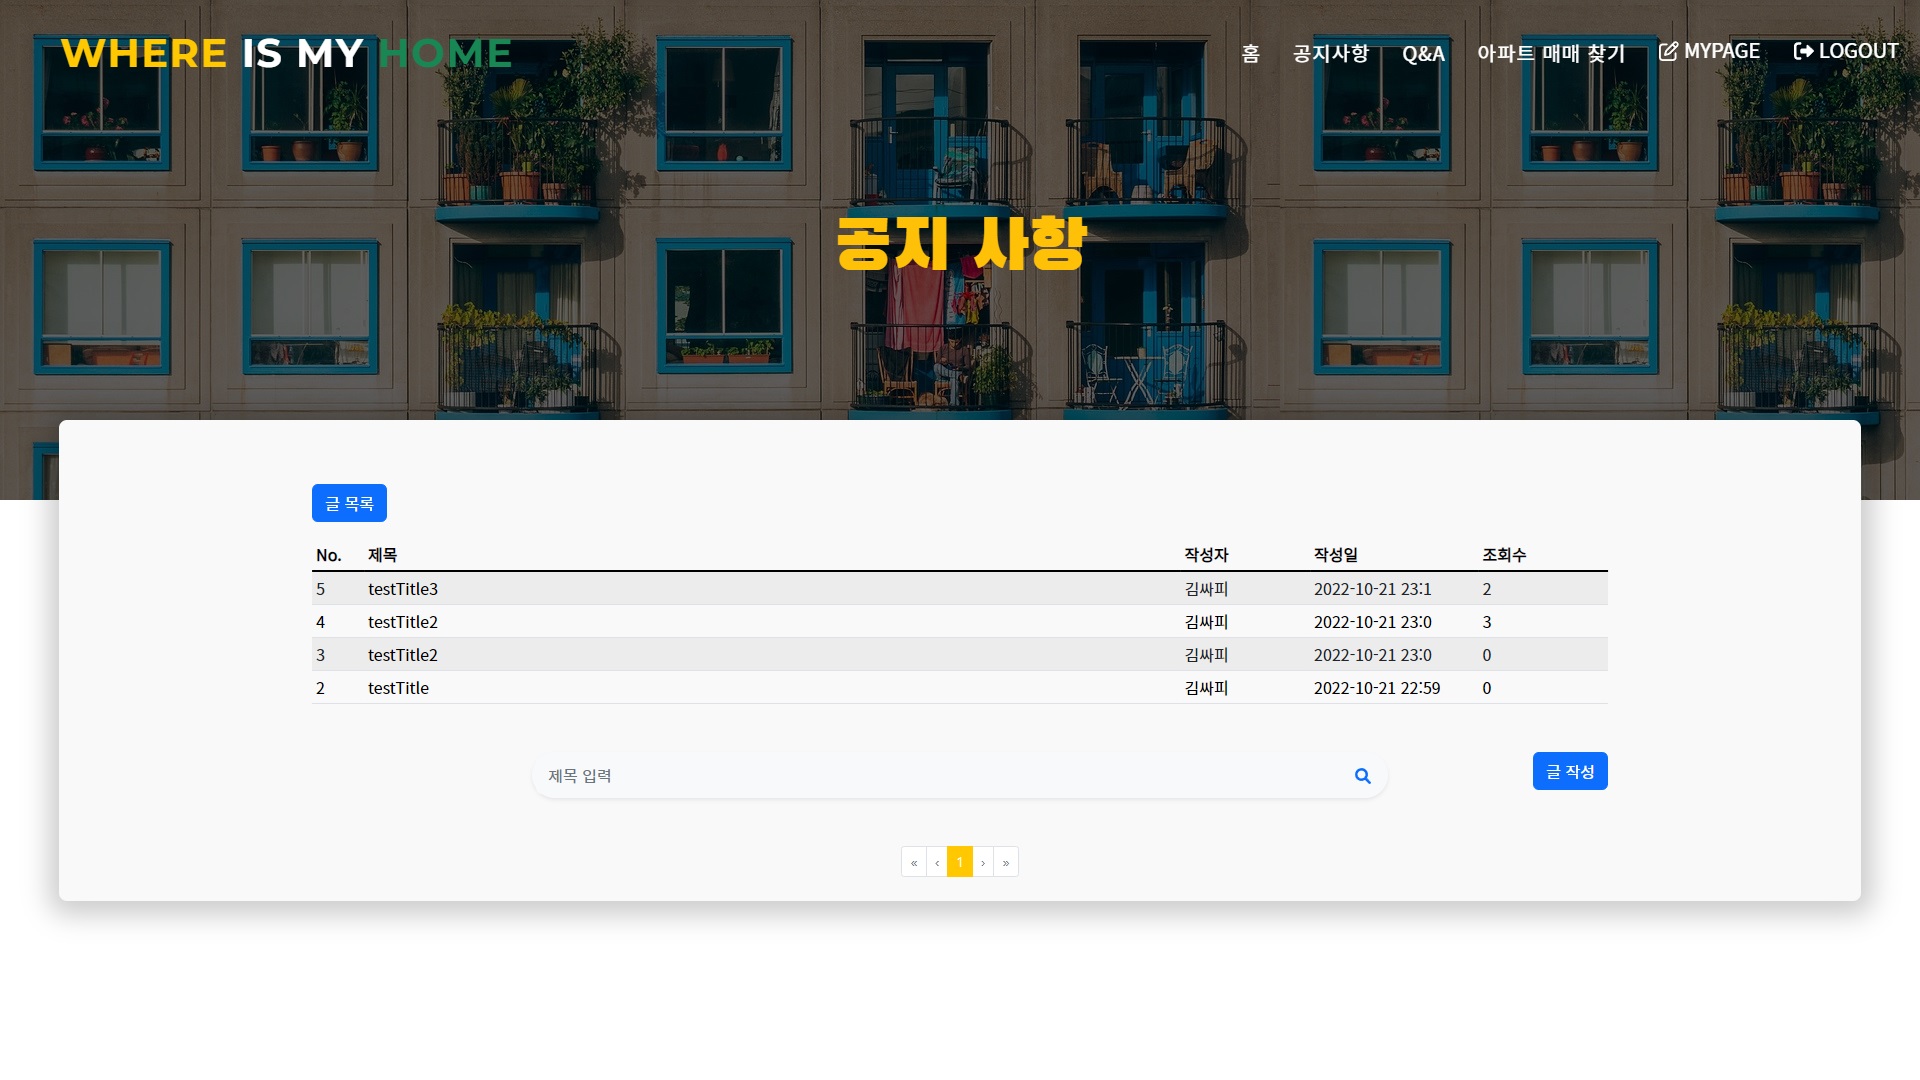 WHERE IS MY HOME
홈 공지사항 Q&A 아파트 매매 찾기 MYPAGE LOGOUT
공지 사항
글 목록
No. 제목 작성자 작성일 조회수
5 testTitle3 김싸피 2022-10-21 23:1 2
4 testTitle2 김싸피 2022-10-21 23:0 3
3 testTitle2 김싸피 2022-10-21 23:0 0
2 testTitle 김싸피 2022-10-21 22:59 0
제목 입력
글 작성
« ‹ 1 › »